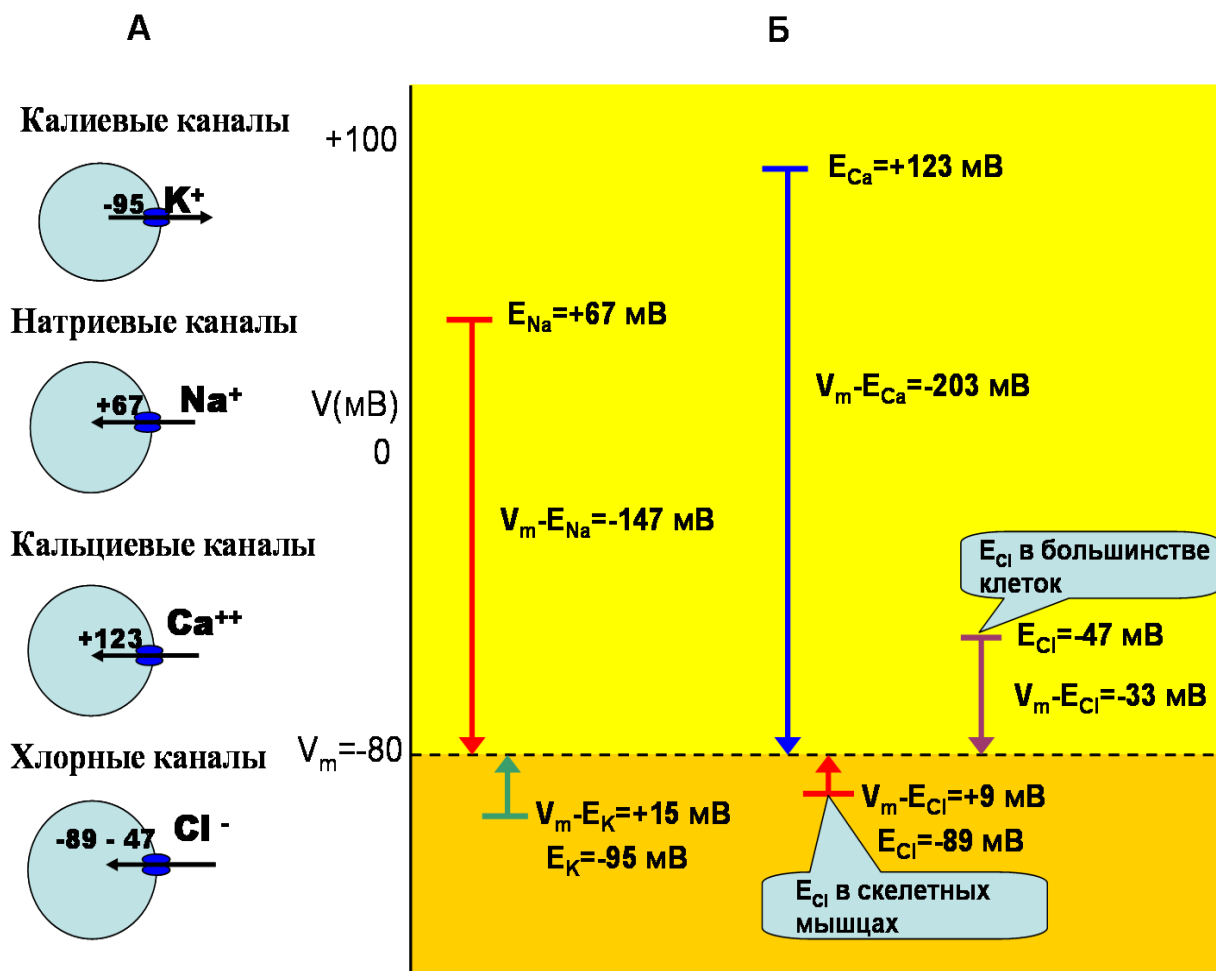 А
Б
Калиевые каналы
-95 K⁺
Натриевые каналы
+67 Na⁺
Кальциевые каналы
+123 Ca⁺⁺
Хлорные каналы
-89 - 47 Cl ⁻
+100
V(мВ)
0
Vm=-80
ECa=+123 мВ
ENa=+67 мВ
Vm-ECa=-203 мВ
Vm-ENa=-147 мВ
ECl в большинстве
клеток
ECl=-47 мВ
Vm-ECl=-33 мВ
Vm-EK=+15 мВ
EK=-95 мВ
Vm-ECl=+9 мВ
ECl=-89 мВ
ECl в скелетных
мышцах